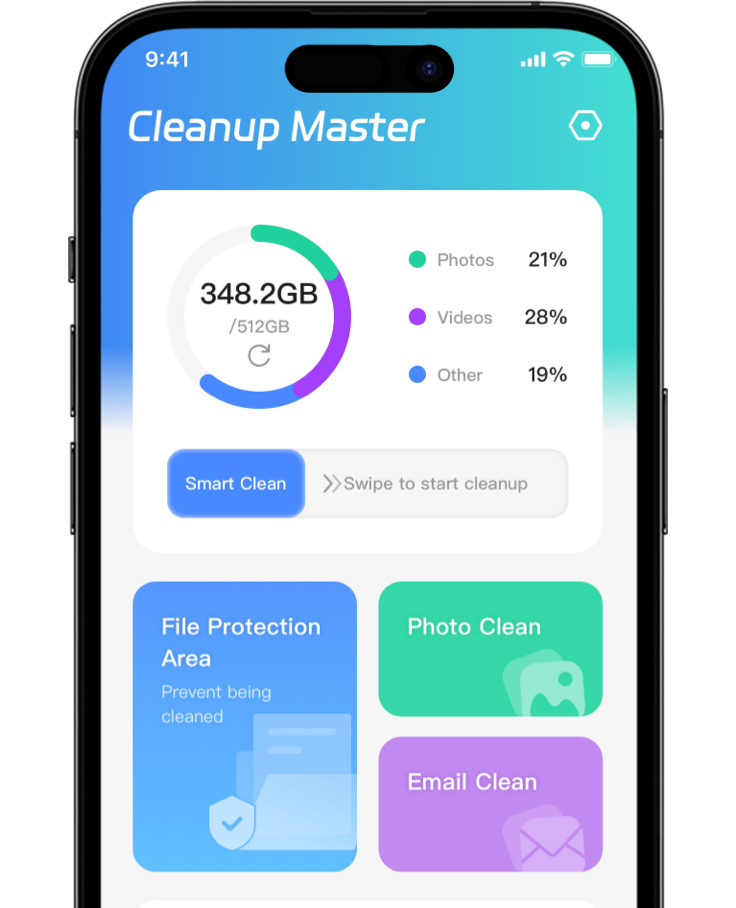 9:41
Cleanup Master
348.2GB
/512GB
Photos 21%
Videos 28%
Other 19%
Smart Clean
Swipe to start cleanup
File Protection
Area
Prevent being
cleaned
Photo Clean
Email Clean